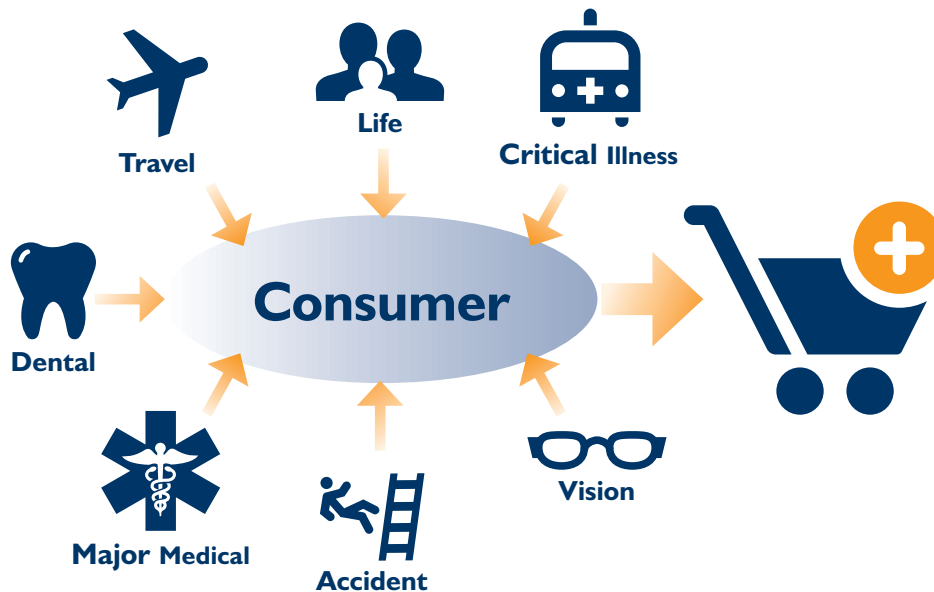 Life
Travel
Critical Illness
Consumer
Dental
Vision
Major Medical
Accident